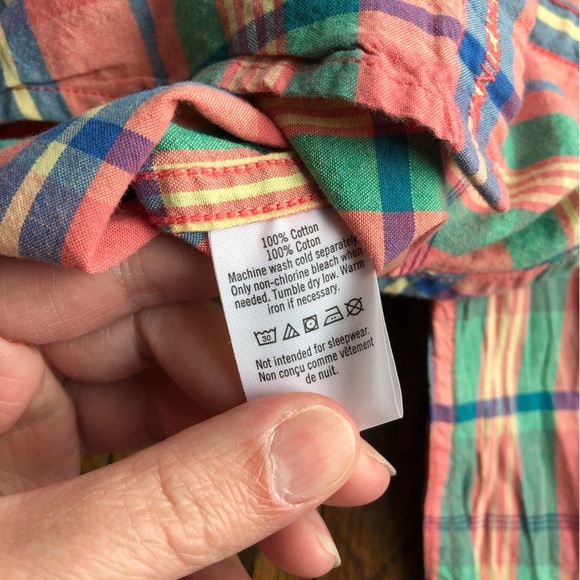 100% Cotton
100% Coton
Machine wash cold separately.
Only non-chlorine bleach when
needed. Tumble dry low. Warm
iron if necessary.
30
Not intended for sleepwear.
Non conçu comme vêtement
de nuit.